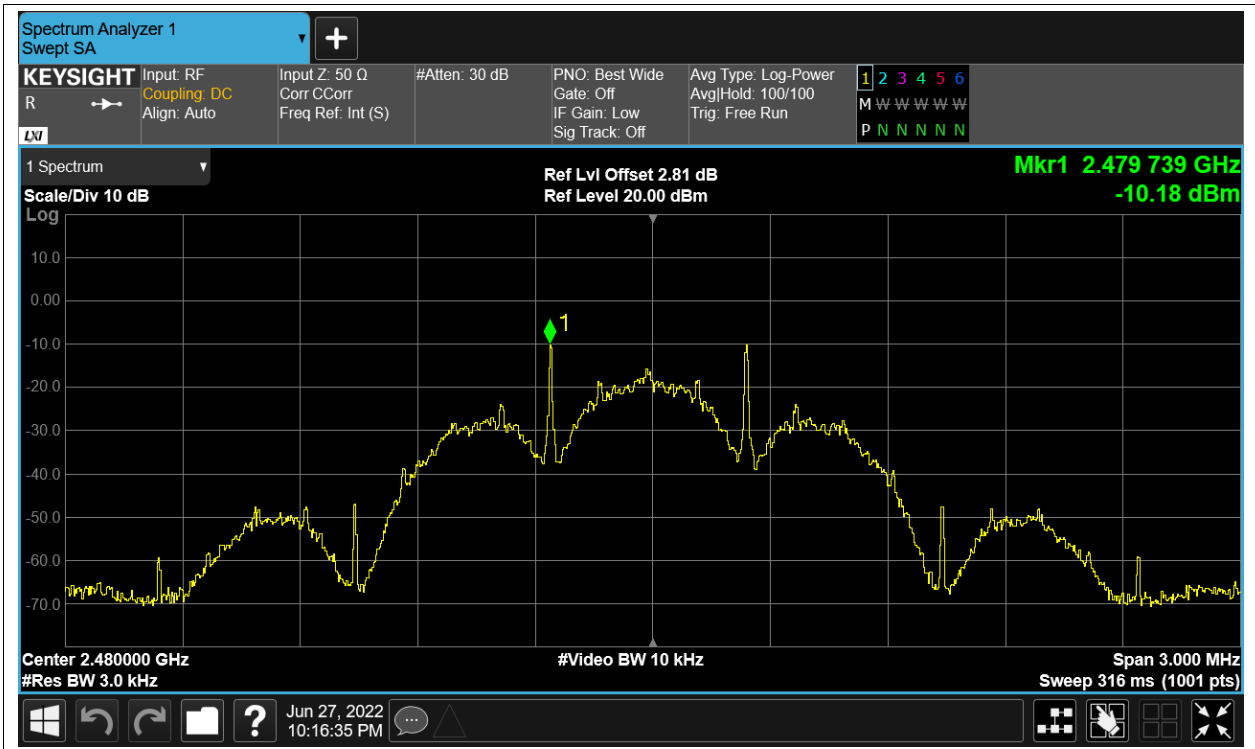 Spectrum Analyzer 1
Swept SA
KEYSIGHT
R
LXI
Input: RF
Coupling: DC
Align: Auto
Input Z: 50 Ω
Corr CCorr
Freq Ref: Int (S)
#Atten: 30 dB
PNO: Best Wide
Gate: Off
IF Gain: Low
Sig Track: Off
Avg Type: Log-Power
Avg|Hold: 100/100
Trig: Free Run
1 2 3 4 5 6
M W W W W W W
P N N N N N
1 Spectrum
Scale/Div 10 dB
Log
Ref Lvl Offset 2.81 dB
Ref Level 20.00 dBm
Mkr1 2.479 739 GHz
-10.18 dBm
10.0
0.00
1
-10.0
-20.0
-30.0
-40.0
-50.0
-60.0
-70.0
Center 2.480000 GHz
#Video BW 10 kHz
Span 3.000 MHz
#Res BW 3.0 kHz
Sweep 316 ms (1001 pts)
?
Jun 27, 2022
10:16:35 PM